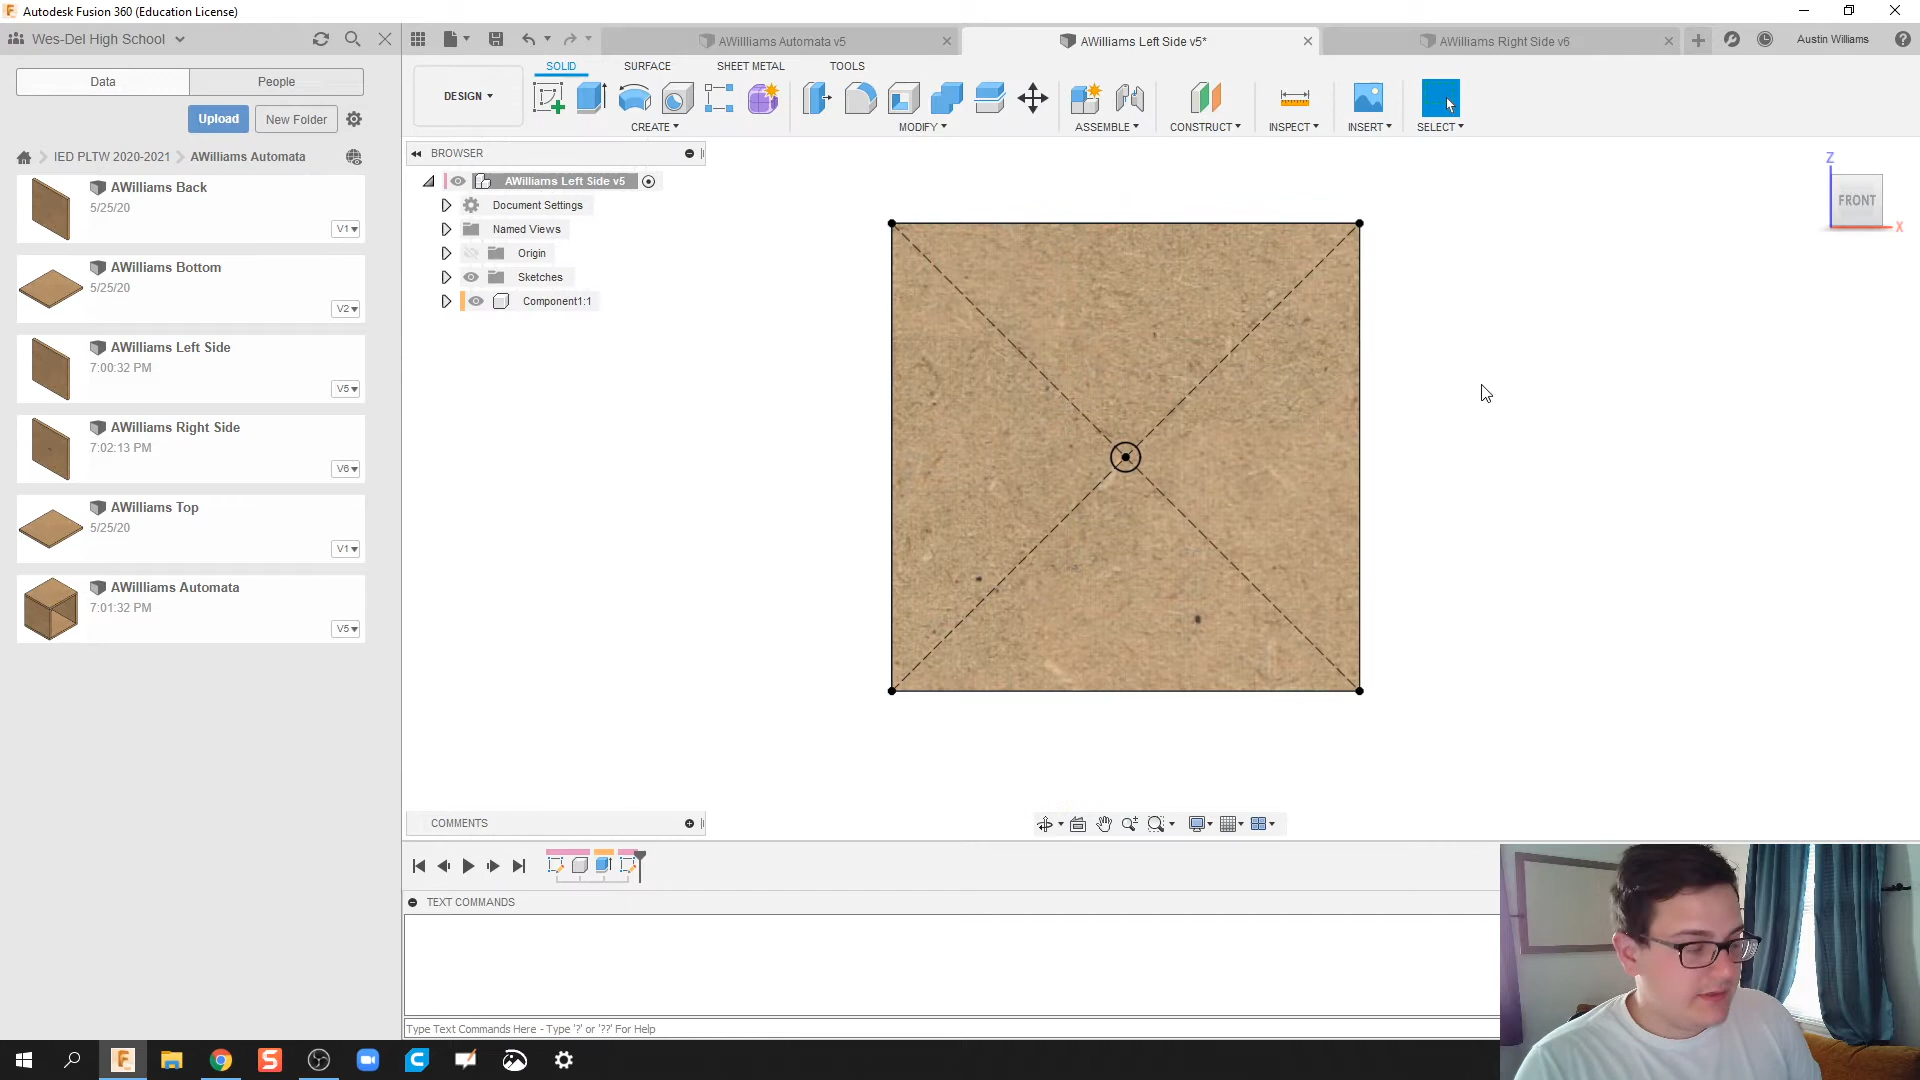 Autodesk Fusion 360 (Education License)
Wes-Del High School
Data
People
Upload
New Folder
IED PLTW 2020-2021
AWilliams Automata
AWilliams Back
5/25/20
V1
AWilliams Bottom
5/25/20
V2
AWilliams Left Side
7:00:32 PM
V5
AWilliams Right Side
7:02:13 PM
V6
AWilliams Top
5/25/20
V1
AWillliams Automata
7:01:32 PM
V5
AWillliams Automata v5
AWilliams Left Side v5*
AWilliams Right Side v6
Austin Williams
DESIGN
SOLID
SURFACE
SHEET METAL
TOOLS
CREATE
MODIFY
ASSEMBLE
CONSTRUCT
INSPECT
INSERT
SELECT
BROWSER
AWilliams Left Side v5
Document Settings
Named Views
Origin
Sketches
Component1:1
Z
FRONT
X
COMMENTS
TEXT COMMANDS
Type Text Commands Here - Type '?' or '??' For Help